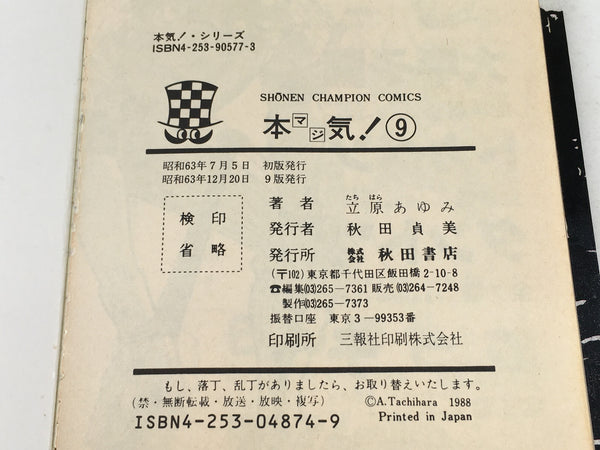 本気!・シリーズ
ISBN4-253-90577-3
SHŌNEN CHAMPION COMICS
本気! ⑨
マジ
昭和63年7月5日 初版発行
昭和63年12月20日 9版発行
検印
省略
著者 立原あゆみ
たち はら
発行者 秋田貞美
発行所 株式会社 秋田書店
(〒102) 東京都千代田区飯田橋2-10-8
☎編集(03)265-7361 販売(03)264-7248
製作(03)265-7373
振替口座 東京3-99353番
印刷所 三報社印刷株式会社
もし、落丁、乱丁がありましたら、お取り替えいたします。
(禁・無断転載・放送・放映・複写)
©A.Tachihara 1988
ISBN4-253-04874-9
Printed in Japan